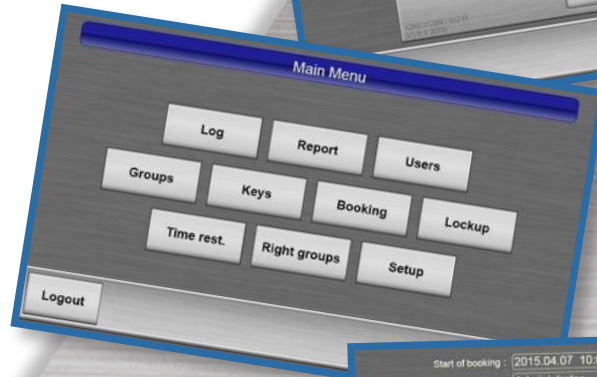 Main Menu
Log Report Users
Groups Keys Booking Lockup
Time rest. Right groups Setup
Logout
Start of booking : 2015.04.07 10: